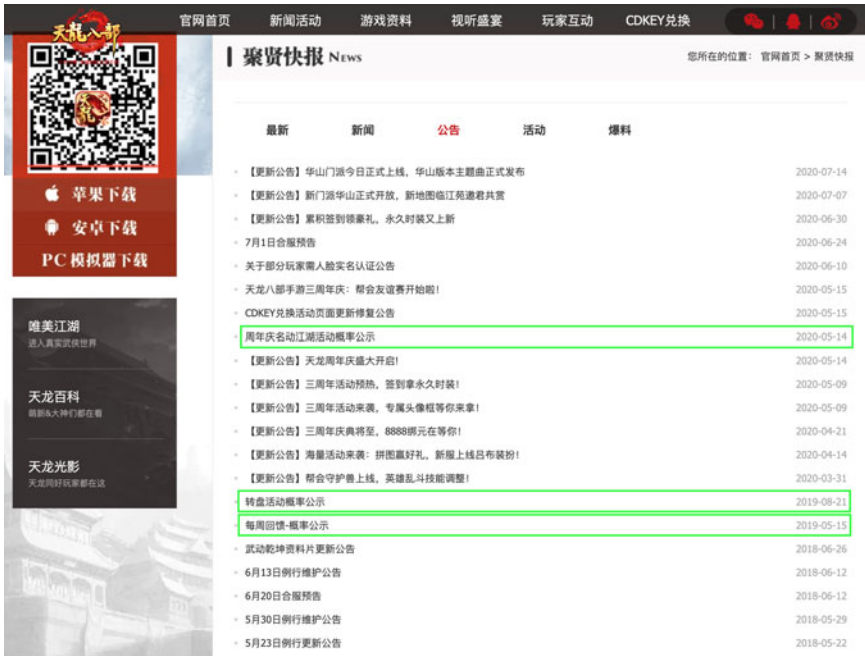 天龍八部
官网首页 新闻活动 游戏资料 视听盛宴 玩家互动 CDKEY兑换
聚贤快报 NEWS
您所在的位置: 官网首页 > 聚贤快报
天龍
苹果下载
安卓下载
PC模拟器下载
唯美江湖
进入真实武侠世界
天龙百科
萌新&大神们都在看
天龙光影
天龙同好玩家都在这
最新 新闻 公告 活动 爆料
【更新公告】华山门派今日正式上线，华山版本主题曲正式发布 2020-07-14
【更新公告】新门派华山正式开放，新地图临江苑邀君共赏 2020-07-07
【更新公告】累积签到领豪礼，永久时装又上新 2020-06-30
7月1日合服预告 2020-06-24
关于部分玩家需人脸实名认证公告 2020-06-10
天龙八部手游三周年庆：帮会友谊赛开始啦! 2020-05-15
CDKEY兑换活动页面更新修复公告 2020-05-15
周年庆名动江湖活动概率公示 2020-05-14
【更新公告】天龙周年庆盛大开启! 2020-05-14
【更新公告】三周年活动预热，签到拿永久时装! 2020-05-09
【更新公告】三周年活动来袭，专属头像框等你来拿! 2020-05-09
【更新公告】三周年庆典将至，8888绑元在等你! 2020-04-21
【更新公告】海量活动来袭：拼图赢好礼，新服上线吕布装扮! 2020-04-14
【更新公告】帮会守护兽上线，英雄乱斗技能调整! 2020-03-31
转盘活动概率公示 2019-08-21
每周回馈-概率公示 2019-05-15
武动乾坤资料片更新公告 2018-06-26
6月13日例行维护公告 2018-06-12
6月20日合服预告 2018-06-12
5月30日例行维护公告 2018-05-29
5月23日例行更新公告 2018-05-22